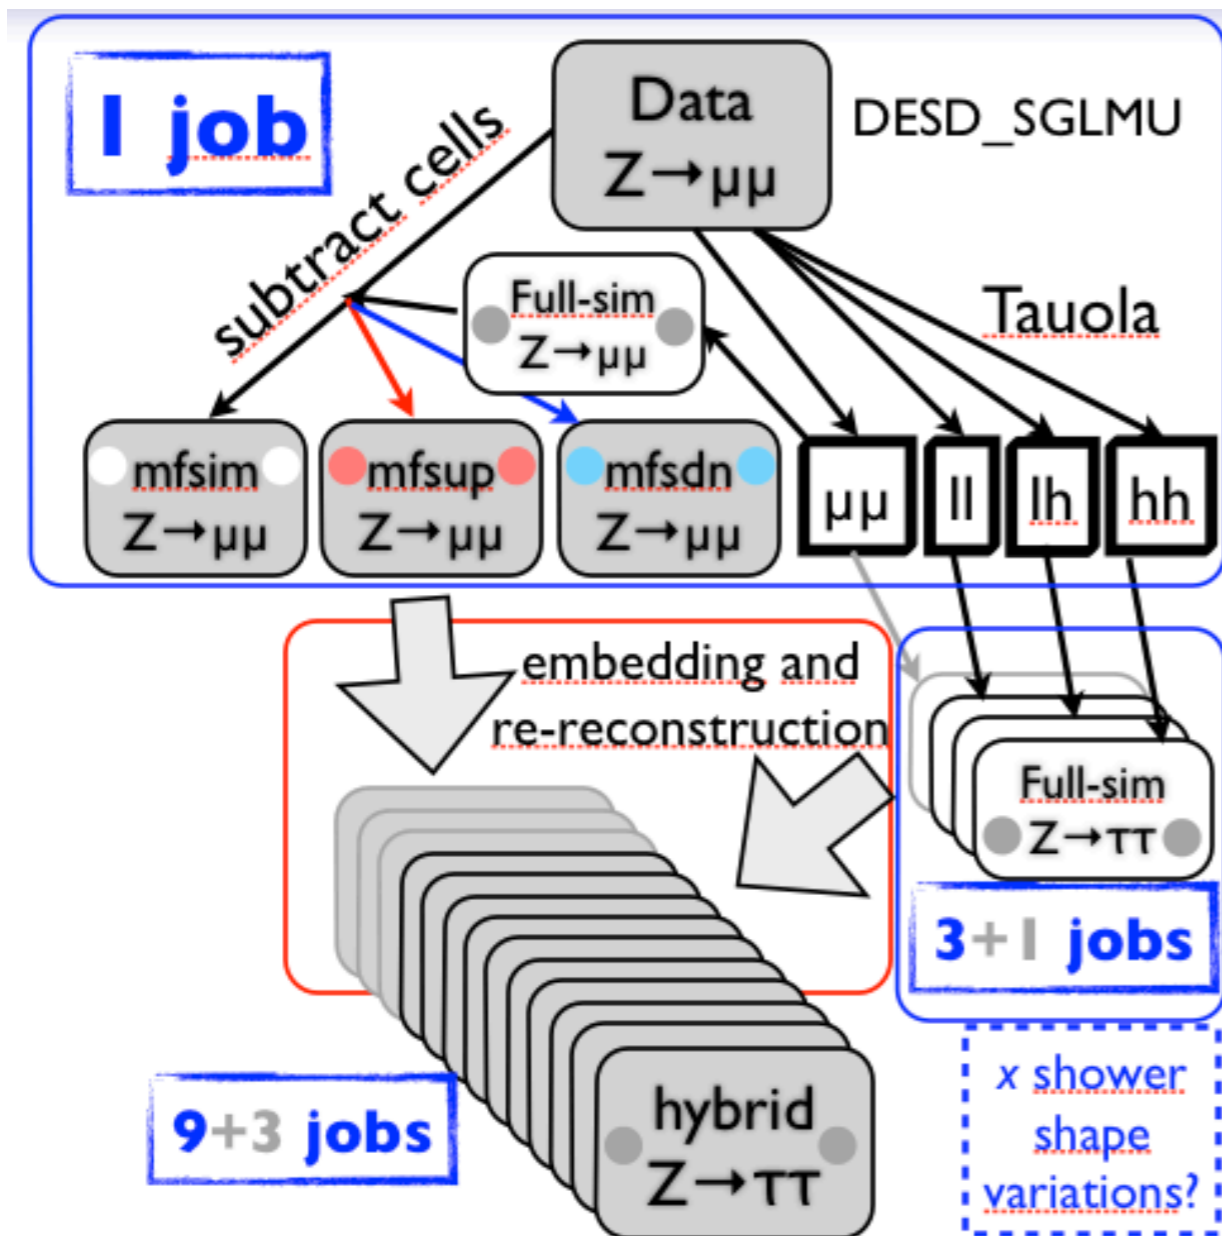 1 job
Data
Z→μμ
DESD_SGLMU
subtract cells
Full-sim
Z→μμ
Tauola
mfsim
Z→μμ
mfsup
Z→μμ
mfsdn
Z→μμ
μμ
ll
lh
hh
embedding and
re-reconstruction
Full-sim
Z→ττ
3+1 jobs
9+3 jobs
hybrid
Z→ττ
x shower
shape
variations?